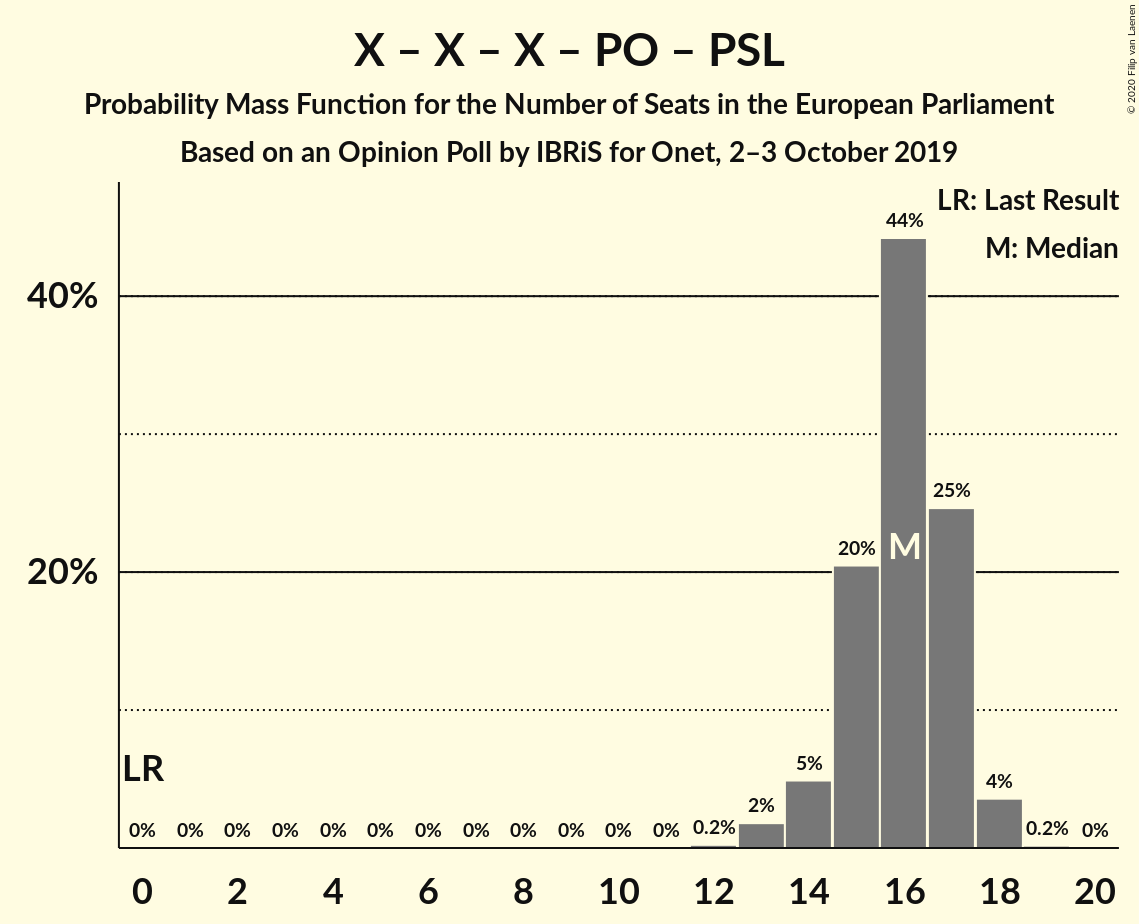 X – X – X – PO – PSL
Probability Mass Function for the Number of Seats in the European Parliament
Based on an Opinion Poll by IBRiS for Onet, 2–3 October 2019
© 2020 Filip van Laenen
LR: Last Result
M: Median
40%
20%
44%
25%
20%
M
5%
4%
2%
LR
0% 0% 0% 0% 0% 0% 0% 0% 0% 0% 0% 0% 0.2% 0.2% 0%
0 2 4 6 8 10 12 14 16 18 20